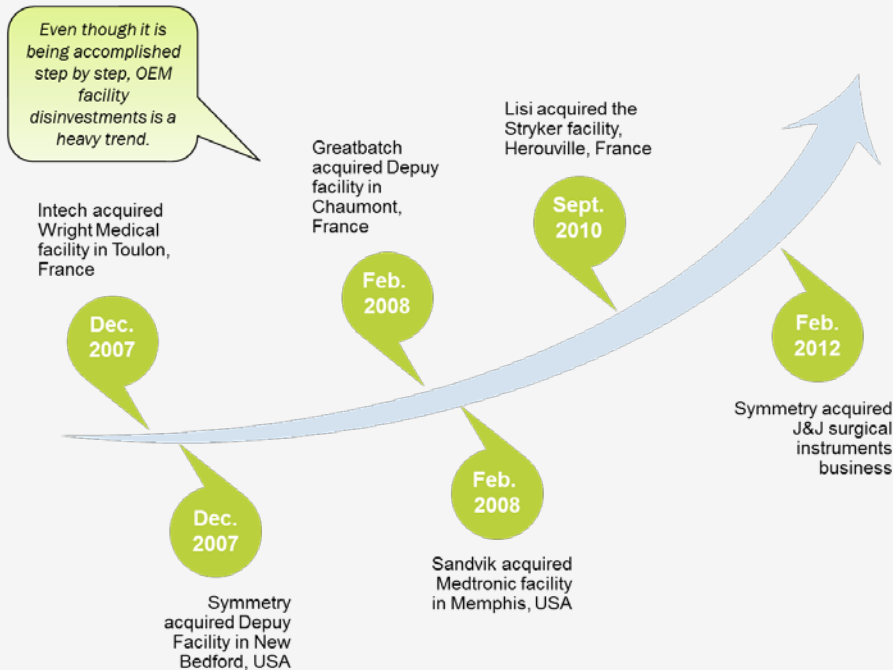 Even though it is
being accomplished
step by step, OEM
facility
disinvestments is a
heavy trend.
Intech acquired
Wright Medical
facility in Toulon,
France
Dec.
2007
Symmetry
acquired Depuy
Facility in New
Bedford, USA
Dec.
2007
Greatbatch
acquired Depuy
facility in
Chaumont,
France
Feb.
2008
Sandvik acquired
Medtronic facility
in Memphis, USA
Feb.
2008
Lisi acquired the
Stryker facility,
Herouville, France
Sept.
2010
Feb.
2012
Symmetry acquired
J&J surgical
instruments
business